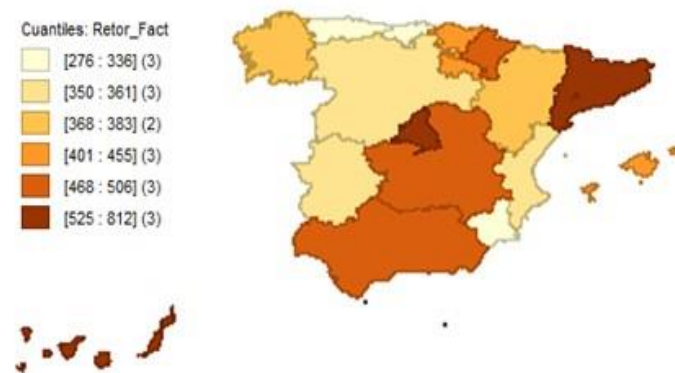 Cuantiles: Retor_Fact
[276 : 336] (3)
[350 : 361] (3)
[368 : 383] (2)
[401 : 455] (3)
[468 : 506] (3)
[525 : 812] (3)